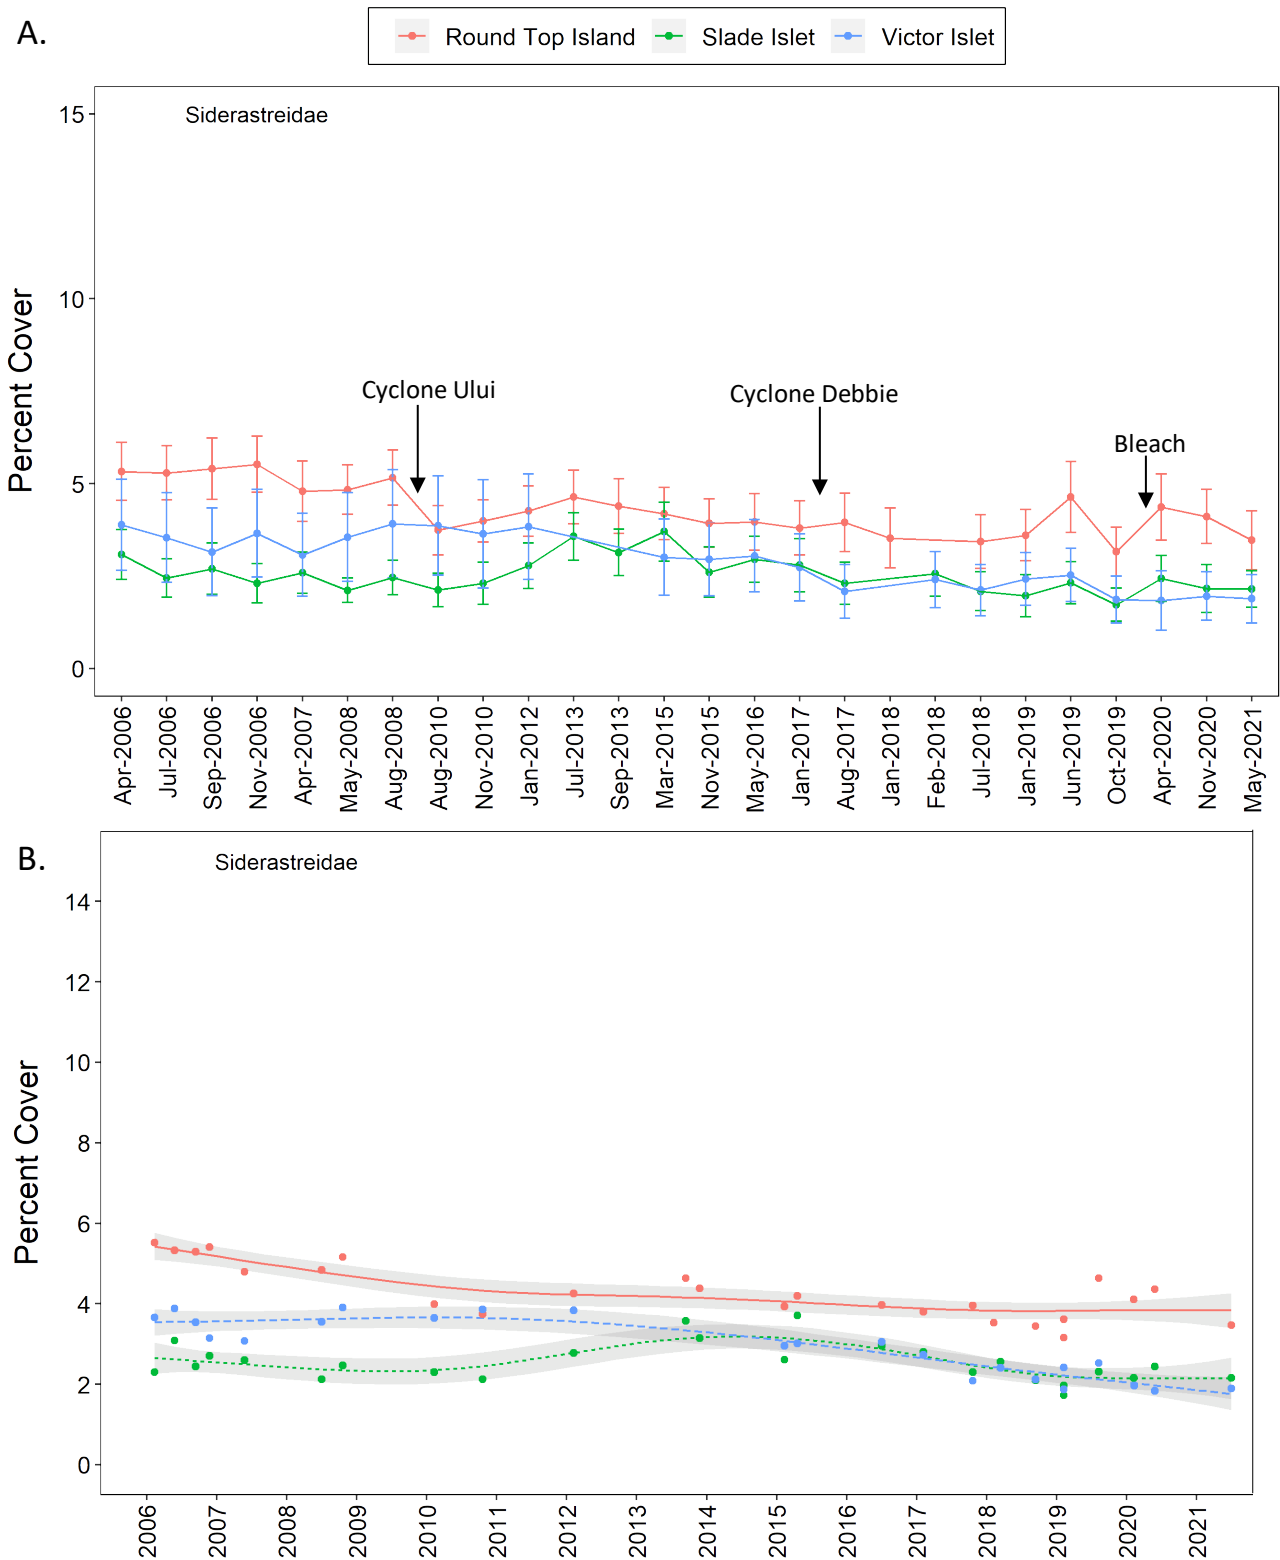 A.
Round Top Island Slade Islet Victor Islet
Siderastreidae
Percent Cover
15
10
5
0
Cyclone Ului
Cyclone Debbie
Bleach
Apr-2006
Jul-2006
Sep-2006
Nov-2006
Apr-2007
May-2008
Aug-2008
Aug-2010
Nov-2010
Jan-2012
Jul-2013
Sep-2013
Mar-2015
Nov-2015
May-2016
Jan-2017
Aug-2017
Jan-2018
Feb-2018
Jul-2018
Jan-2019
Jun-2019
Oct-2019
Apr-2020
Nov-2020
May-2021
B.
Siderastreidae
Percent Cover
14
12
10
8
6
4
2
0
2006
2007
2008
2009
2010
2011
2012
2013
2014
2015
2016
2017
2018
2019
2020
2021